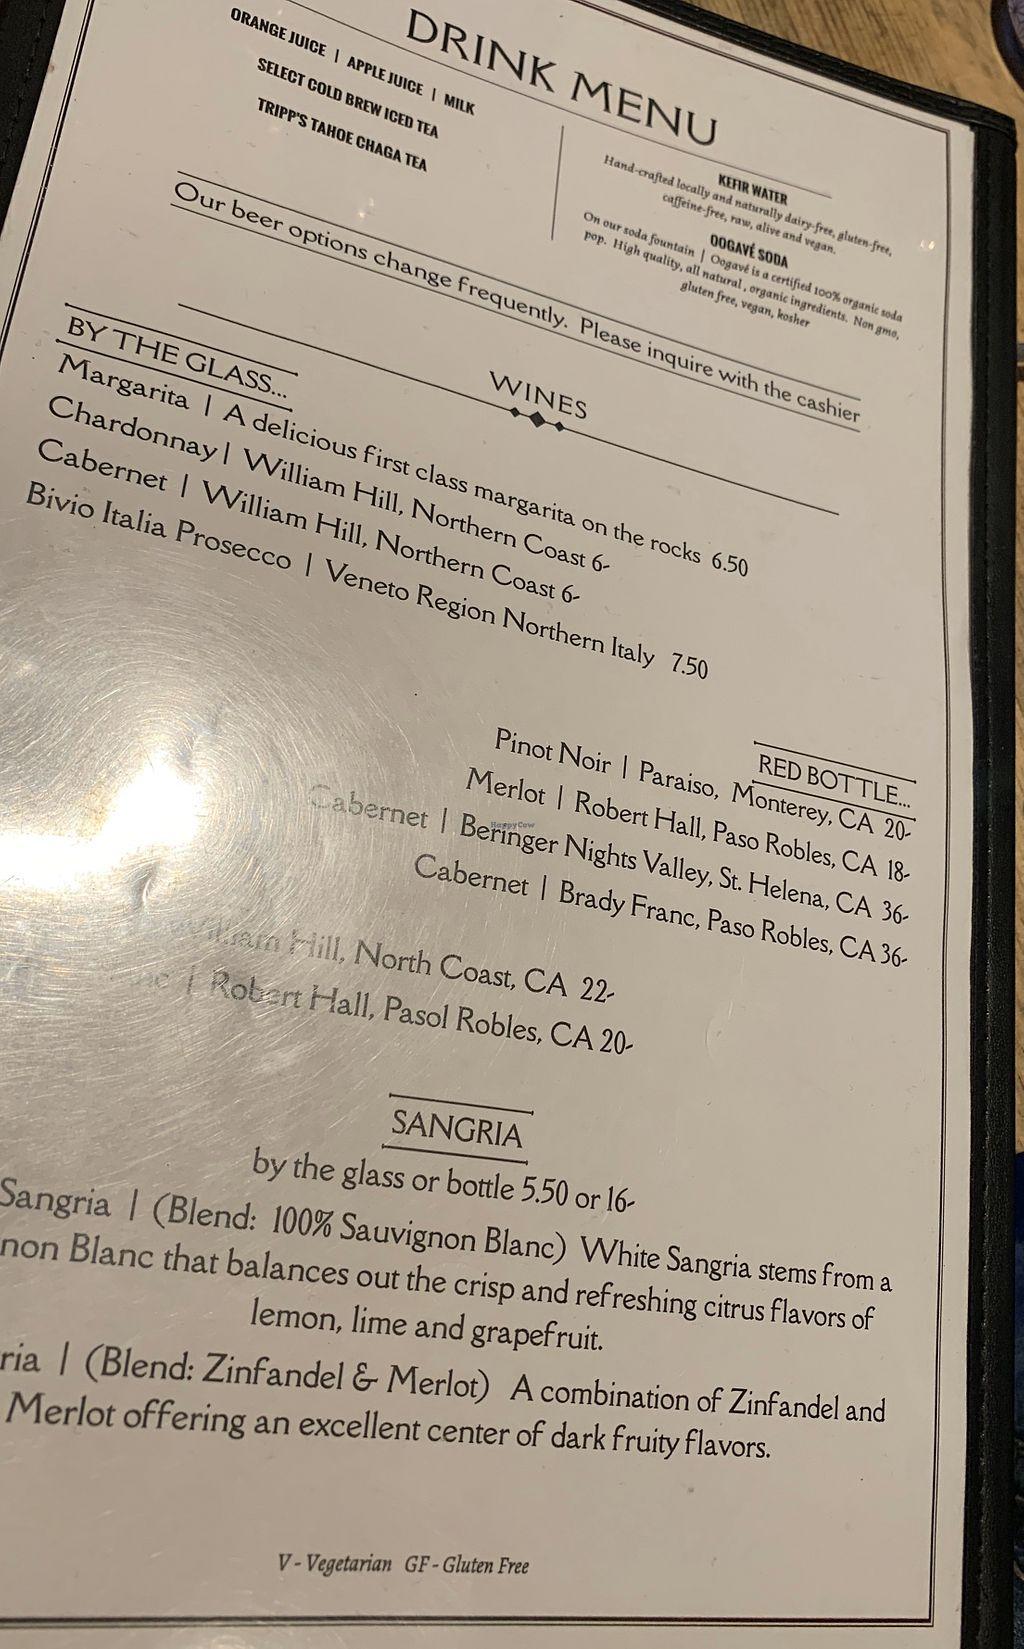 DRINK MENU
ORANGE JUICE | APPLE JUICE | MILK
SELECT COLD BREW ICED TEA
TRIPP'S TAHOE CHAGA TEA
KEFIR WATER
Hand-crafted locally and naturally dairy-free, gluten-free,
caffeine-free, raw, alive and vegan.
OOGAVÉ SODA
On our soda fountain | Oogavé is a certified 100% organic soda
pop. High quality, all natural, organic ingredients. Non gmo,
gluten free, vegan, kosher
Our beer options change frequently. Please inquire with the cashier
WINES
BY THE GLASS...
Margarita | A delicious first class margarita on the rocks 6.50
Chardonnay | William Hill, Northern Coast 6-
Cabernet | William Hill, Northern Coast 6-
Bivio Italia Prosecco | Veneto Region Northern Italy 7.50
RED BOTTLE...
Pinot Noir | Paraiso, Monterey, CA 20-
Merlot | Robert Hall, Paso Robles, CA 18-
Cabernet | Beringer Nights Valley, St. Helena, CA 36-
Cabernet | Brady Franc, Paso Robles, CA 36-
William Hill, North Coast, CA 22-
| Robert Hall, Pasol Robles, CA 20-
SANGRIA
by the glass or bottle 5.50 or 16-
Sangria | (Blend: 100% Sauvignon Blanc) White Sangria stems from a
non Blanc that balances out the crisp and refreshing citrus flavors of
lemon, lime and grapefruit.
ria | (Blend: Zinfandel & Merlot) A combination of Zinfandel and
Merlot offering an excellent center of dark fruity flavors.
V - Vegetarian GF - Gluten Free
HappyCow